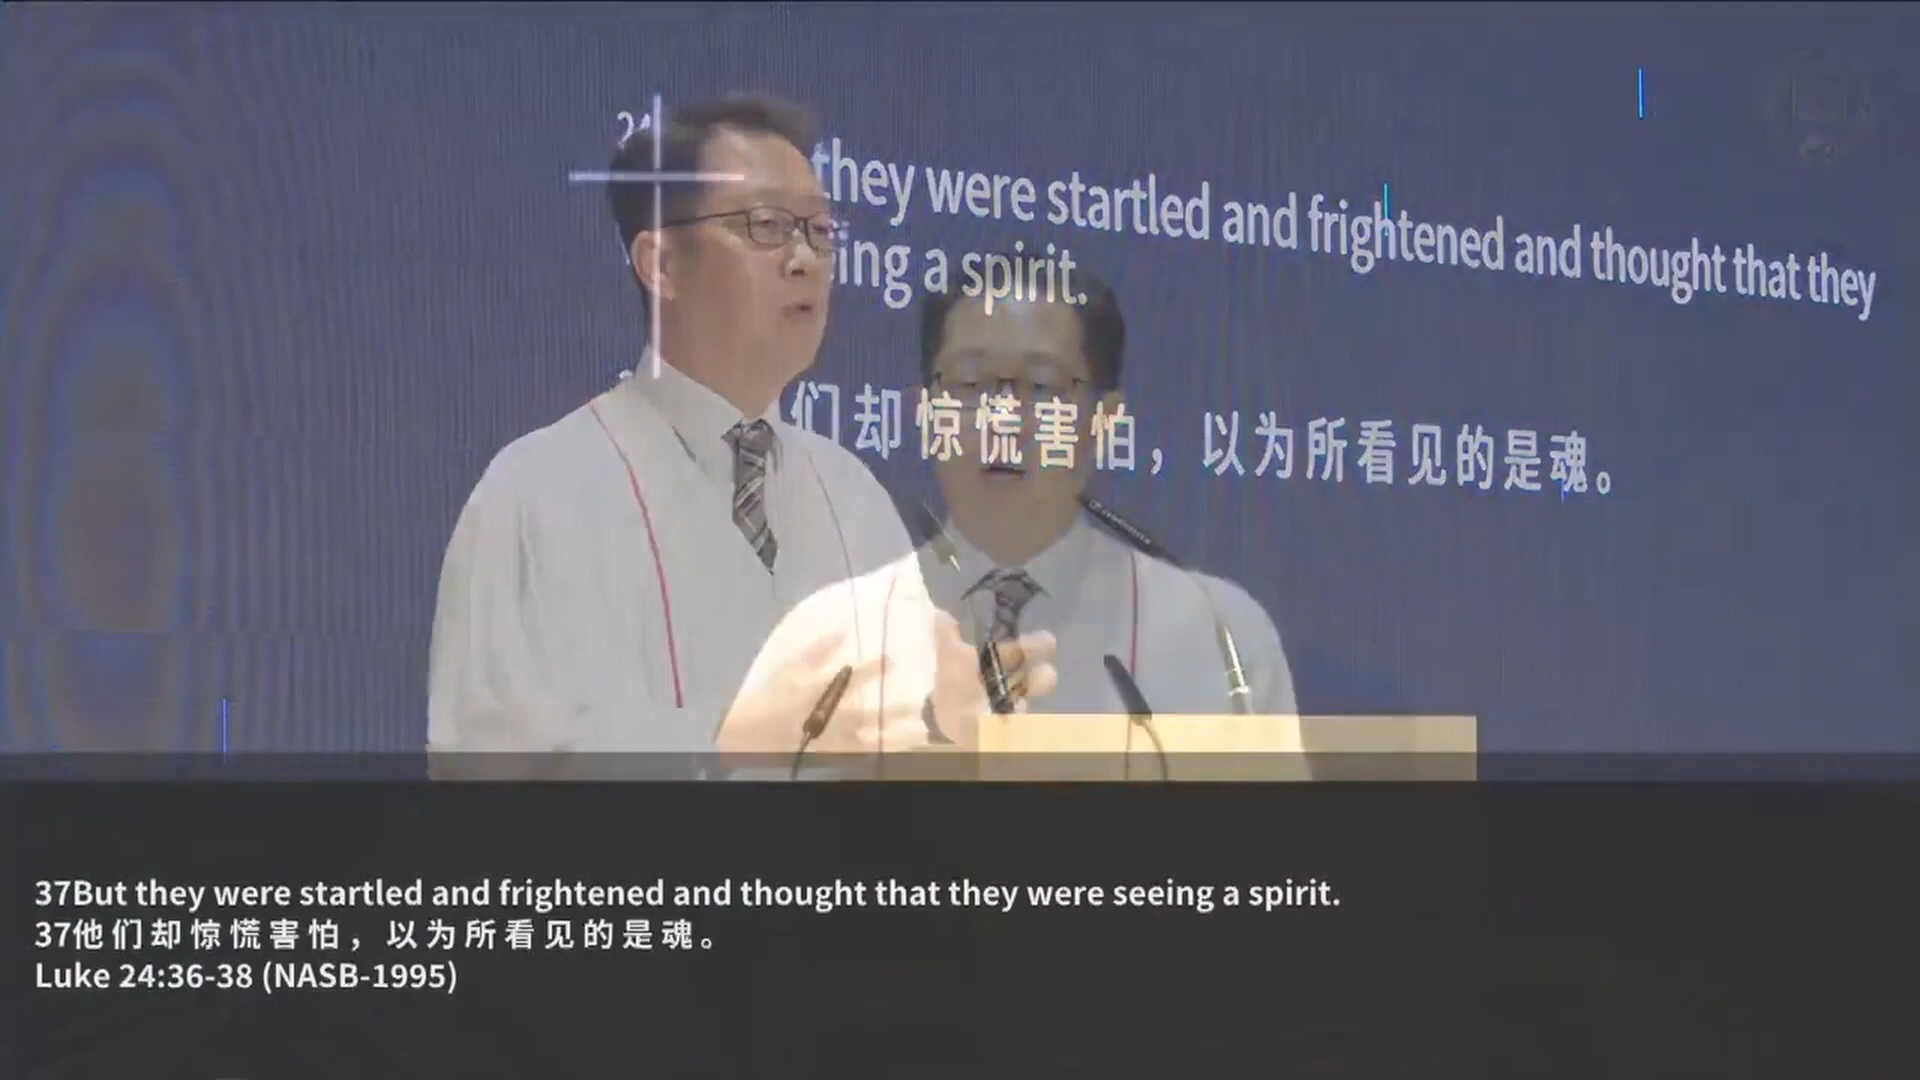 they were startled and frightened and thought that they
ing a spirit.
们却惊慌害怕，以为所看见的是魂。
37But they were startled and frightened and thought that they were seeing a spirit.
37他们却惊慌害怕，以为所看见的是魂。
Luke 24:36-38 (NASB-1995)